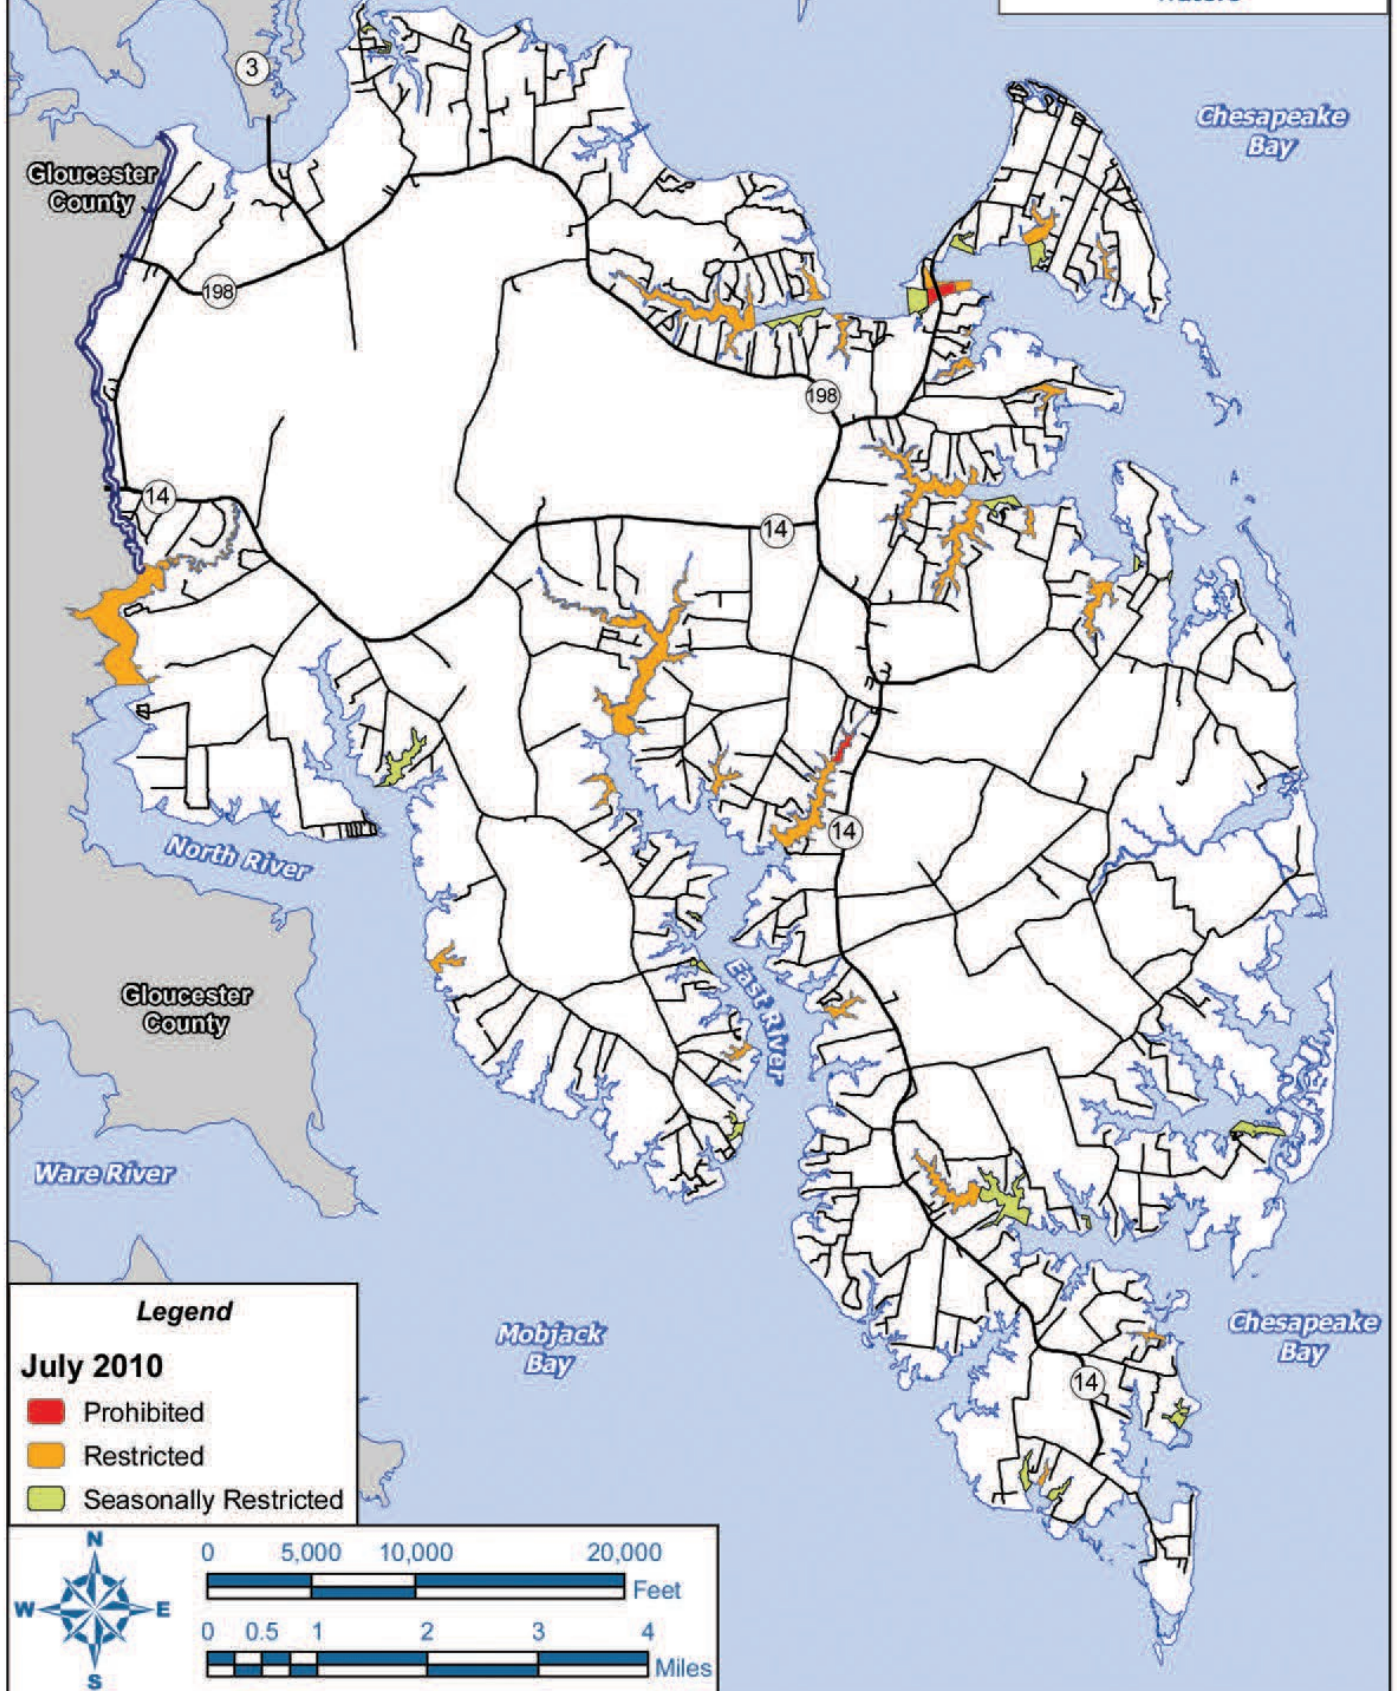 Chesapeake
Bay
3
Gloucester
County
198
198
14
14
14
North River
East River
Gloucester
County
Ware River
Mobjack
Bay
Chesapeake
Bay
14
Legend
July 2010
Prohibited
Restricted
Seasonally Restricted
N
W E
S
0 5,000 10,000 20,000
Feet
0 0.5 1 2 3 4
Miles